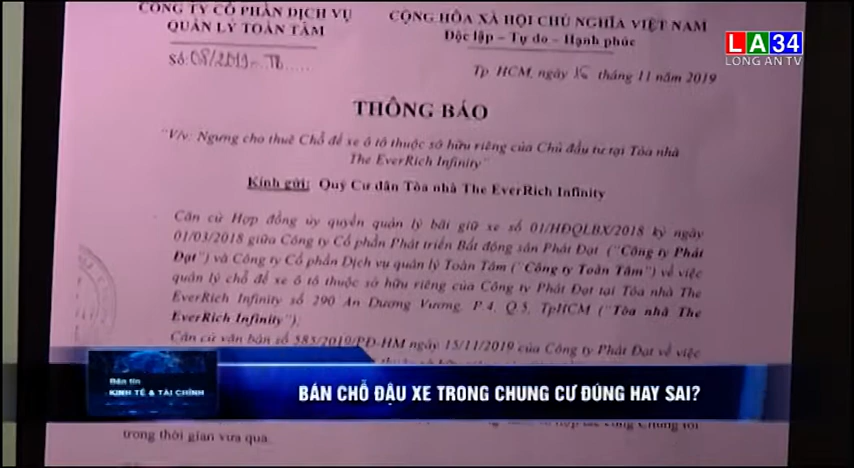 CÔNG TY CỔ PHẦN DỊCH VỤ
QUẢN LÝ TOÀN TÂM
Số: 08/2019-TB.....
CỘNG HÒA XÃ HỘI CHỦ NGHĨA VIỆT NAM
Độc lập – Tự do – Hạnh phúc
LA34
LONG AN TV
Tp HCM, ngày 16 tháng 11 năm 2019
THÔNG BÁO
"V/v: Ngưng cho thuê Chỗ để xe ô tô thuộc sở hữu riêng của Chủ đầu tư tại Tòa nhà
The EverRich Infinity"
Kính gửi: Quý Cư dân Tòa nhà The EverRich Infinity
Căn cứ Hợp đồng ủy quyền quản lý bãi giữ xe số 01/HĐQLBX/2018 ký ngày
01/03/2018 giữa Công ty Cổ phần Phát triển Bất động sản Phát Đạt ("Công ty Phát
Đạt") và Công ty Cổ phần Dịch vụ quản lý Toàn Tâm ("Công ty Toàn Tâm") về việc
quản lý chỗ để xe ô tô thuộc sở hữu riêng của Công ty Phát Đạt tại Tòa nhà The
EverRich Infinity số 290 An Dương Vương, P.4, Q.5, TpHCM ("Tòa nhà The
EverRich Infinity");
Căn cứ văn bản số 585/2019/PĐ-HM ngày 15/11/2019 của Công ty Phát Đạt về việc
Bản tin
KINH TẾ & TÀI CHÍNH
BÁN CHỖ ĐẬU XE TRONG CHUNG CƯ ĐÚNG HAY SAI?
trong thời gian vừa qua.